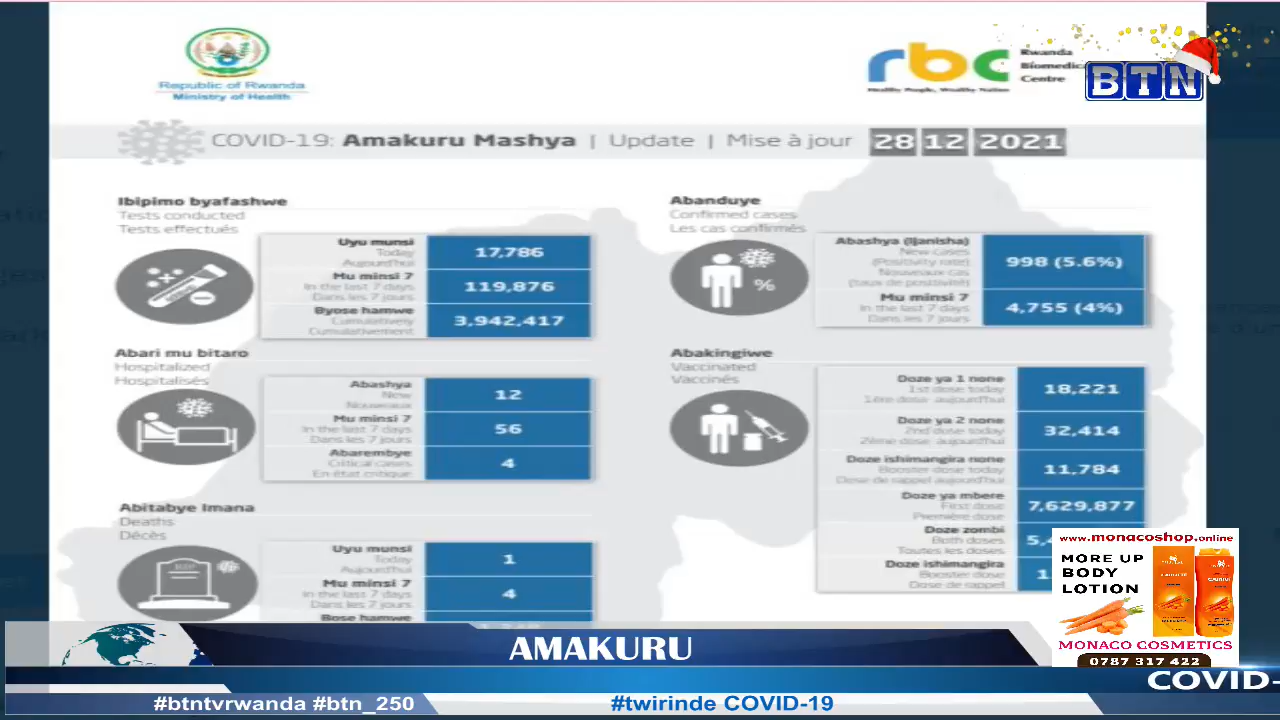 Republic of Rwanda
Ministry of Health
rbc
Rwanda
Biomedical
Centre
Healthy People, Wealthy Nation
BTN
COVID-19: Amakuru Mashya | Update | Mise à jour 28 12 2021
Ibipimo byafashwe
Tests conducted
Tests effectués
Uyu munsi
Today
Aujourd'hui
17,786
Mu minsi 7
In the last 7 days
Dans les 7 jours
119,876
Byose hamwe
Cumulatively
Cumulativement
3,942,417
Abanduye
Confirmed cases
Les cas confirmés
%
Abashya (Ijanisha)
New cases
(Positivity rate)
Nouveaux cas
(taux de positivité)
998 (5.6%)
Mu minsi 7
In the last 7 days
Dans les 7 jours
4,755 (4%)
Abari mu bitaro
Hospitalized
Hospitalisés
Abashya
New
Nouveaux
12
Mu minsi 7
In the last 7 days
Dans les 7 jours
56
Abarembye
Critical cases
En état critique
4
Abakingiwe
Vaccinated
Vaccinés
Doze ya 1 none
1st dose today
1ère dose aujourd'hui
18,221
Doze ya 2 none
2nd dose today
2ème dose aujourd'hui
32,414
Doze ishimangira none
Booster dose today
Dose de rappel aujourd'hui
11,784
Doze ya mbere
First dose
Première dose
7,629,877
Doze zombi
Both doses
Toutes les doses
Doze ishimangira
Booster dose
Dose de rappel
Abitabye Imana
Deaths
Décès
RIP
Uyu munsi
Today
Aujourd'hui
1
Mu minsi 7
In the last 7 days
Dans les 7 jours
4
Bose hamwe
www.monacoshop.online
MORE UP
BODY
LOTION
MONACO COSMETICS
0787 317 422
AMAKURU
COVID-
#btntvrwanda #btn_250
#twirinde COVID-19